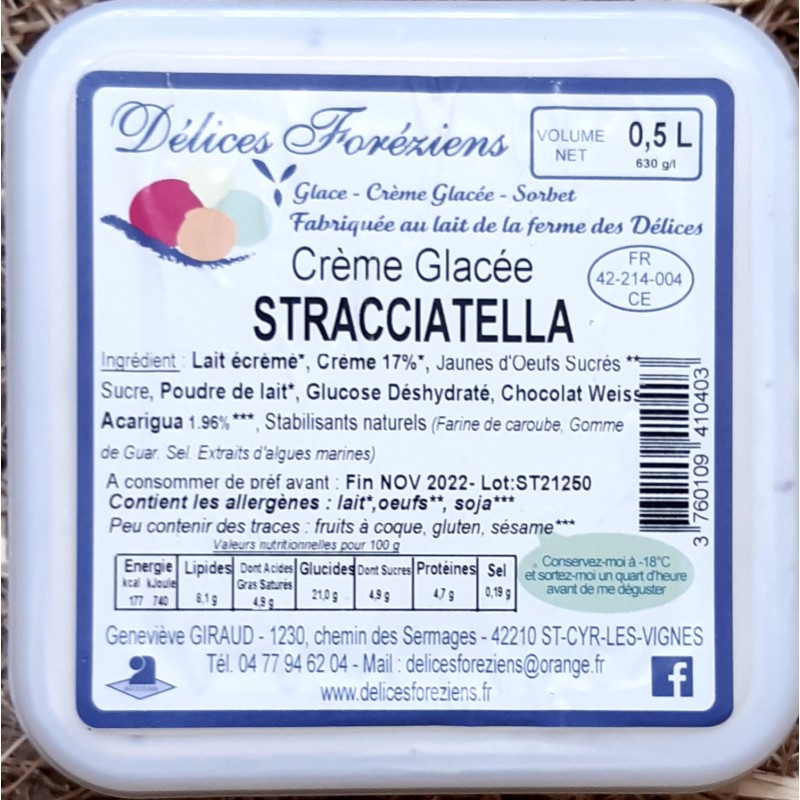 Délices Foréziens
VOLUME NET 0,5 L
630 g/l
Glace - Crème Glacée - Sorbet
Fabriquée au lait de la ferme des Délices
Crème Glacée
FR
42-214-004
CE
STRACCIATELLA
Ingrédient : Lait écrémé*, Crème 17%*, Jaunes d'Oeufs Sucrés **
Sucre, Poudre de lait*, Glucose Déshydraté, Chocolat Weiss
Acarigua 1.96%***, Stabilisants naturels (Farine de caroube, Gomme
de Guar. Sel. Extraits d'algues marines)
A consommer de préf avant : Fin NOV 2022- Lot:ST21250
Contient les allergènes : lait*,oeufs**, soja***
Peu contenir des traces : fruits à coque, gluten, sésame***
3 760109 410403
Valeurs nutritionnelles pour 100 g
Energie Lipides Dont Acides Gras Saturés Glucides Dont Sucres Protéines Sel
kcal kJoule
177 740 8,1 g 4,9 g 21,0 g 4,9 g 4,7 g 0,19 g
Conservez-moi à -18°C
et sortez-moi un quart d'heure
avant de me déguster
Geneviève GIRAUD - 1230, chemin des Sermages - 42210 ST-CYR-LES-VIGNES
Tél. 04 77 94 62 04 - Mail : delicesforeziens@orange.fr
www.delicesforeziens.fr
f